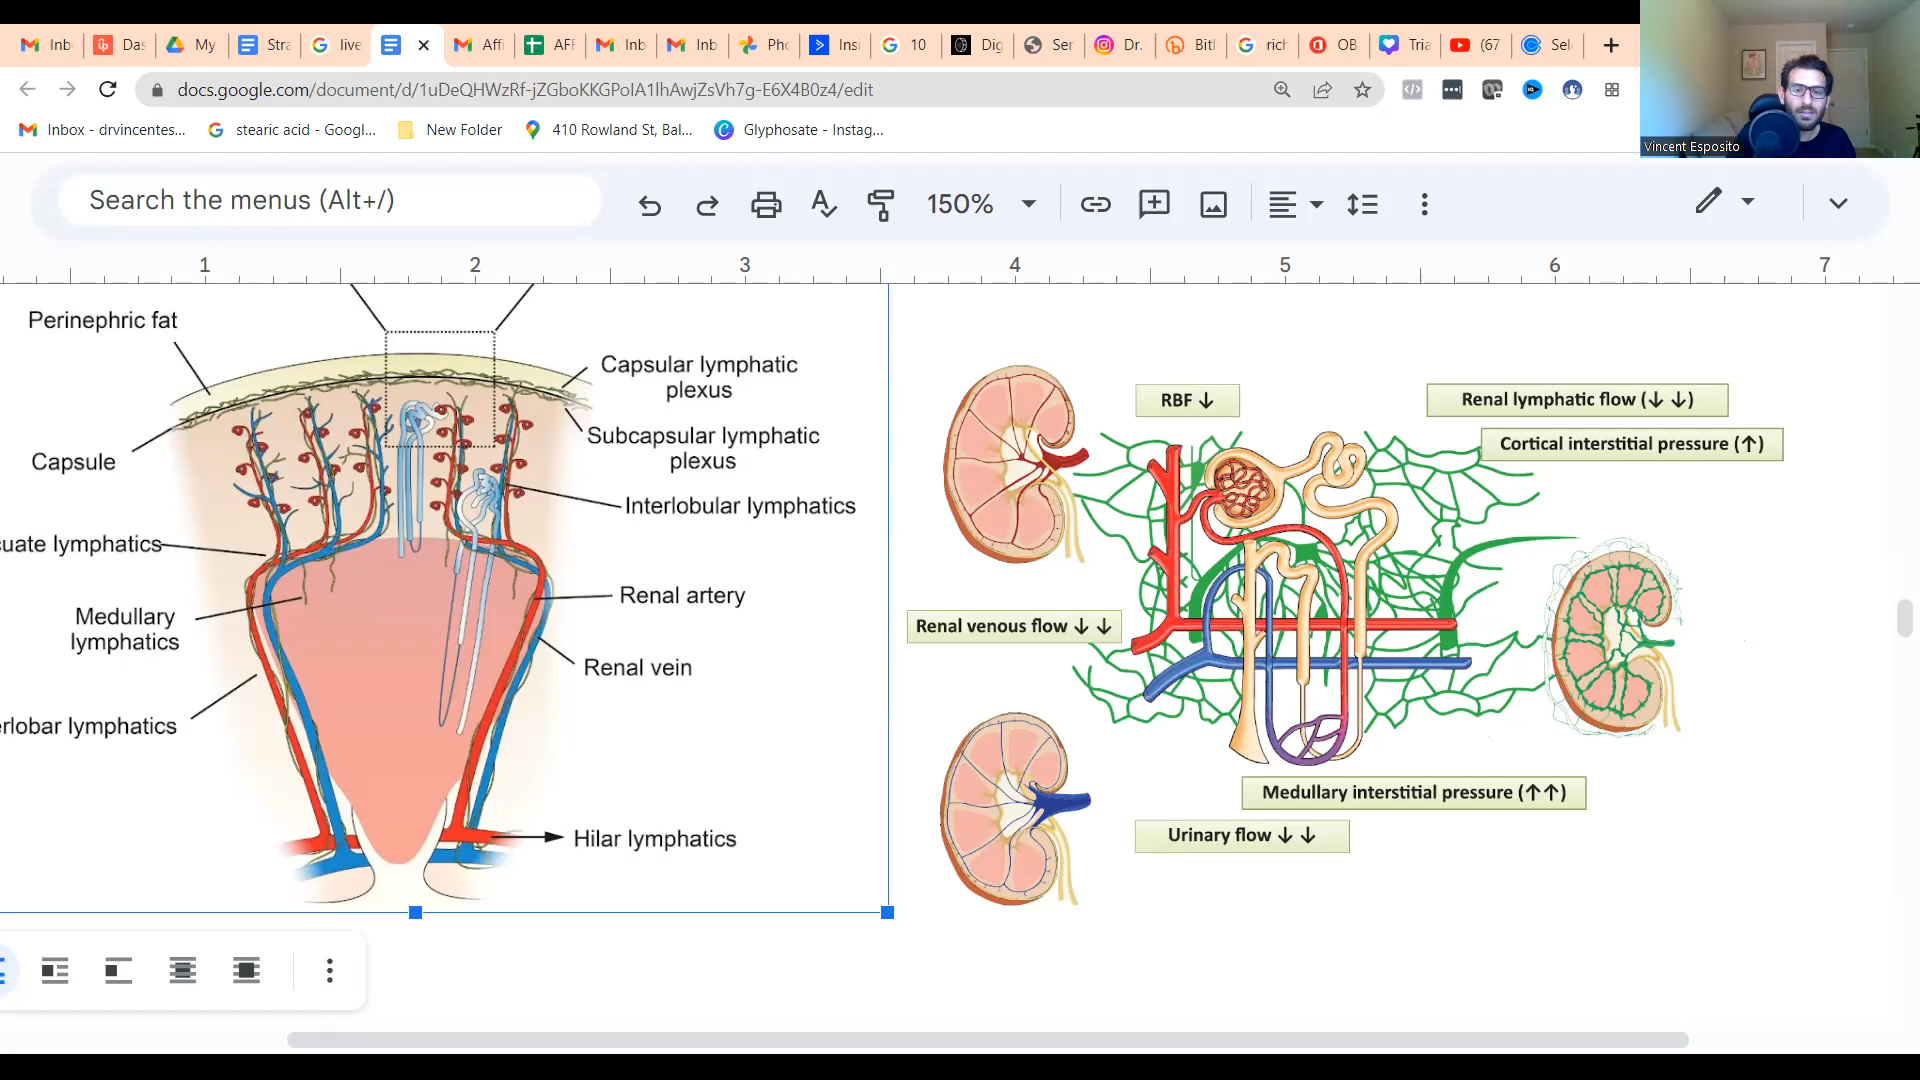 Inb
Das
My
Stra
live
Affi
AFF
Inb
Inb
Pho
Insi
10
Dig
Ser
Dr.
Bitl
rich
OB
Tria
(67
Sele
docs.google.com/document/d/1uDeQHWzRf-jZGboKKGPoIA1lhAwjZsVh7g-E6X4B0z4/edit
Inbox - drvincentes...
stearic acid - Googl...
New Folder
410 Rowland St, Bal...
Glyphosate - Instag...
Vincent Esposito
Search the menus (Alt+/)
150%
1 2 3 4 5 6 7
Perinephric fat
Capsule
cuate lymphatics
Medullary
lymphatics
erlobar lymphatics
Capsular lymphatic
plexus
Subcapsular lymphatic
plexus
Interlobular lymphatics
Renal artery
Renal vein
Hilar lymphatics
RBF ↓
Renal lymphatic flow (↓ ↓)
Cortical interstitial pressure (↑)
Renal venous flow ↓ ↓
Medullary interstitial pressure (↑↑)
Urinary flow ↓ ↓